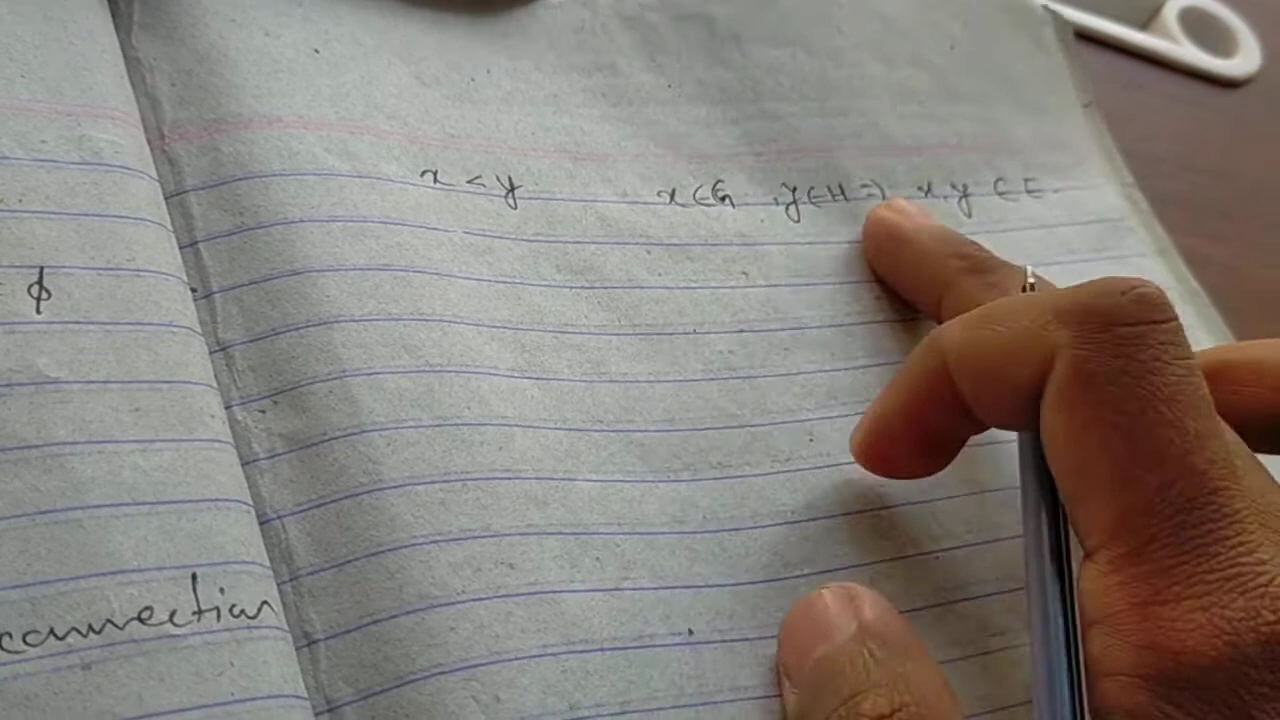 φ
connection
x < y x ∈ G , y ∈ H ⇒ x, y ∈ E